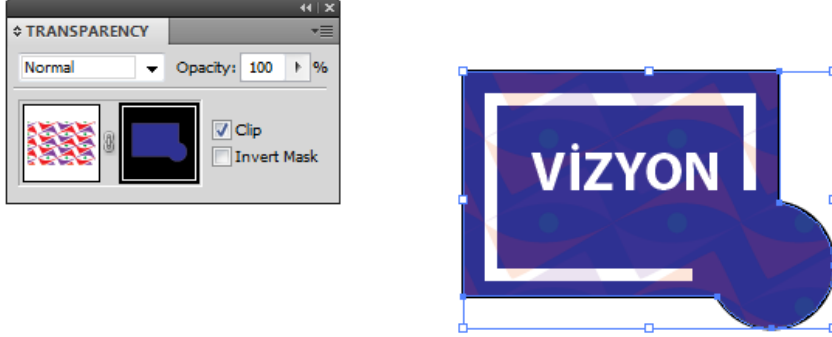 TRANSPARENCY
Normal
Opacity: 100 %
Clip
Invert Mask
VİZYON